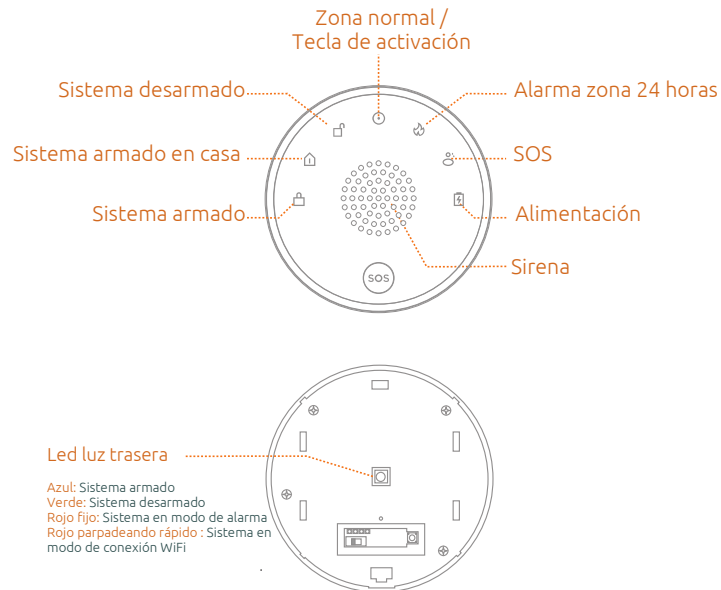 Zona normal /
Tecla de activación
Sistema desarmado
Alarma zona 24 horas
Sistema armado en casa
SOS
Sistema armado
Alimentación
Sirena
SOS
Led luz trasera
Azul: Sistema armado
Verde: Sistema desarmado
Rojo fijo: Sistema en modo de alarma
Rojo parpadeando rápido : Sistema en
modo de conexión WiFi